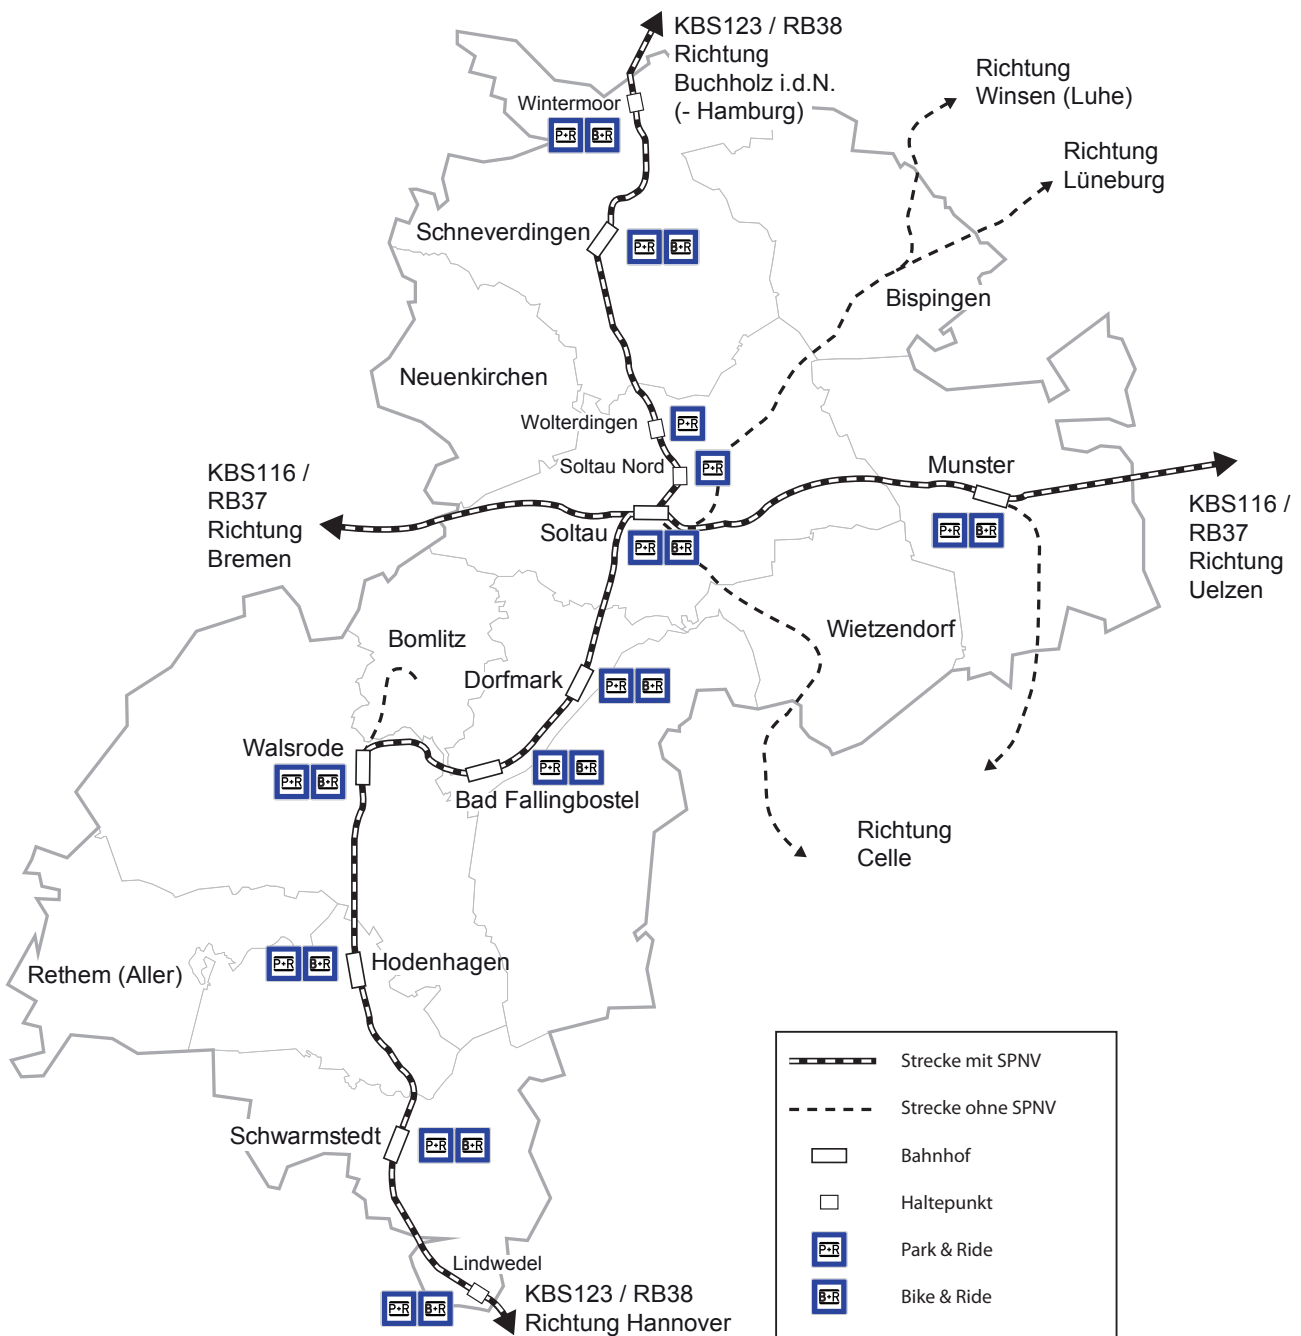 KBS123 / RB38
Richtung
Buchholz i.d.N.
(- Hamburg)
Richtung
Winsen (Luhe)
Wintermoor
P+R B+R
Richtung
Lüneburg
Schneverdingen
P+R B+R
Bispingen
Neuenkirchen
Wolterdingen
P+R
Soltau Nord
P+R
Munster
P+R B+R
KBS116 /
RB37
Richtung
Bremen
KBS116 /
RB37
Richtung
Uelzen
Soltau
P+R B+R
Wietzendorf
Bomlitz
Dorfmark
P+R B+R
Walsrode
P+R B+R
P+R B+R
Bad Fallingbostel
Richtung
Celle
Rethem (Aller)
P+R B+R
Hodenhagen
Schwarmstedt
P+R B+R
Lindwedel
P+R B+R
KBS123 / RB38
Richtung Hannover
Strecke mit SPNV
Strecke ohne SPNV
Bahnhof
Haltepunkt
P+R Park & Ride
B+R Bike & Ride